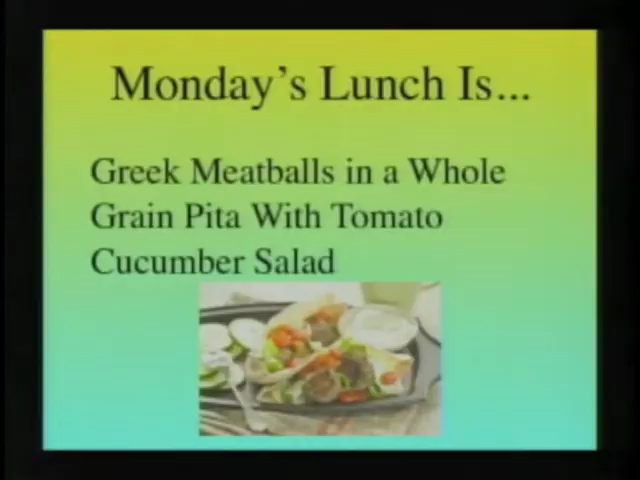 Monday's Lunch Is...
Greek Meatballs in a Whole
Grain Pita With Tomato
Cucumber Salad